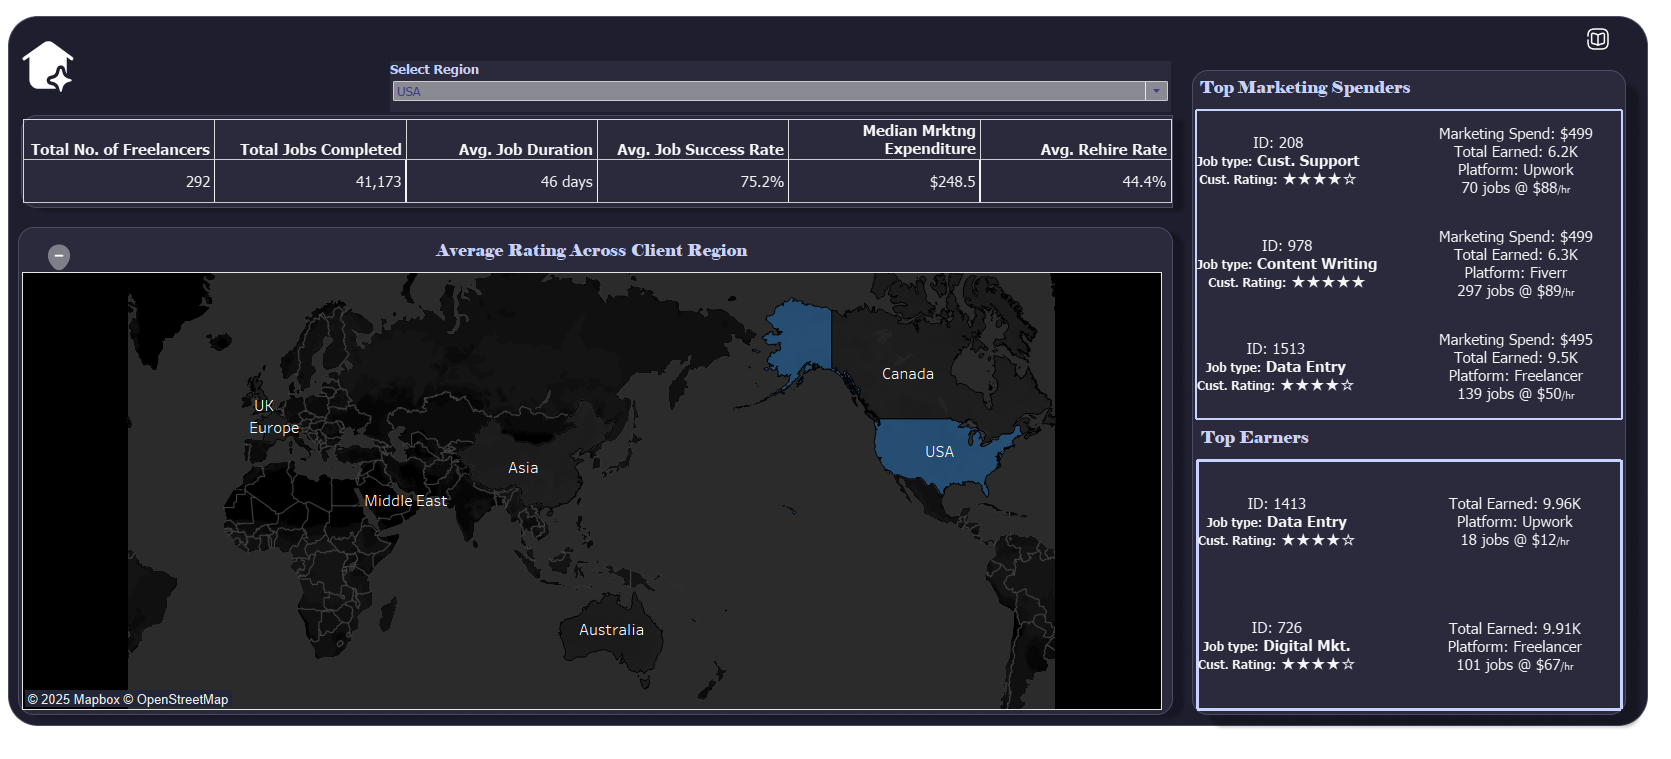 Select Region
USA
Total No. of Freelancers
Total Jobs Completed
Avg. Job Duration
Avg. Job Success Rate
Median Mrktng
Expenditure
Avg. Rehire Rate
292
41,173
46 days
75.2%
$248.5
44.4%
Average Rating Across Client Region
UK
Europe
Asia
Middle East
Australia
Canada
USA
© 2025 Mapbox © OpenStreetMap
Top Marketing Spenders
ID: 208
Job type: Cust. Support
Cust. Rating: ★★★★☆
Marketing Spend: $499
Total Earned: 6.2K
Platform: Upwork
70 jobs @ $88/hr
ID: 978
Job type: Content Writing
Cust. Rating: ★★★★★
Marketing Spend: $499
Total Earned: 6.3K
Platform: Fiverr
297 jobs @ $89/hr
ID: 1513
Job type: Data Entry
Cust. Rating: ★★★★☆
Marketing Spend: $495
Total Earned: 9.5K
Platform: Freelancer
139 jobs @ $50/hr
Top Earners
ID: 1413
Job type: Data Entry
Cust. Rating: ★★★★☆
Total Earned: 9.96K
Platform: Upwork
18 jobs @ $12/hr
ID: 726
Job type: Digital Mkt.
Cust. Rating: ★★★★☆
Total Earned: 9.91K
Platform: Freelancer
101 jobs @ $67/hr